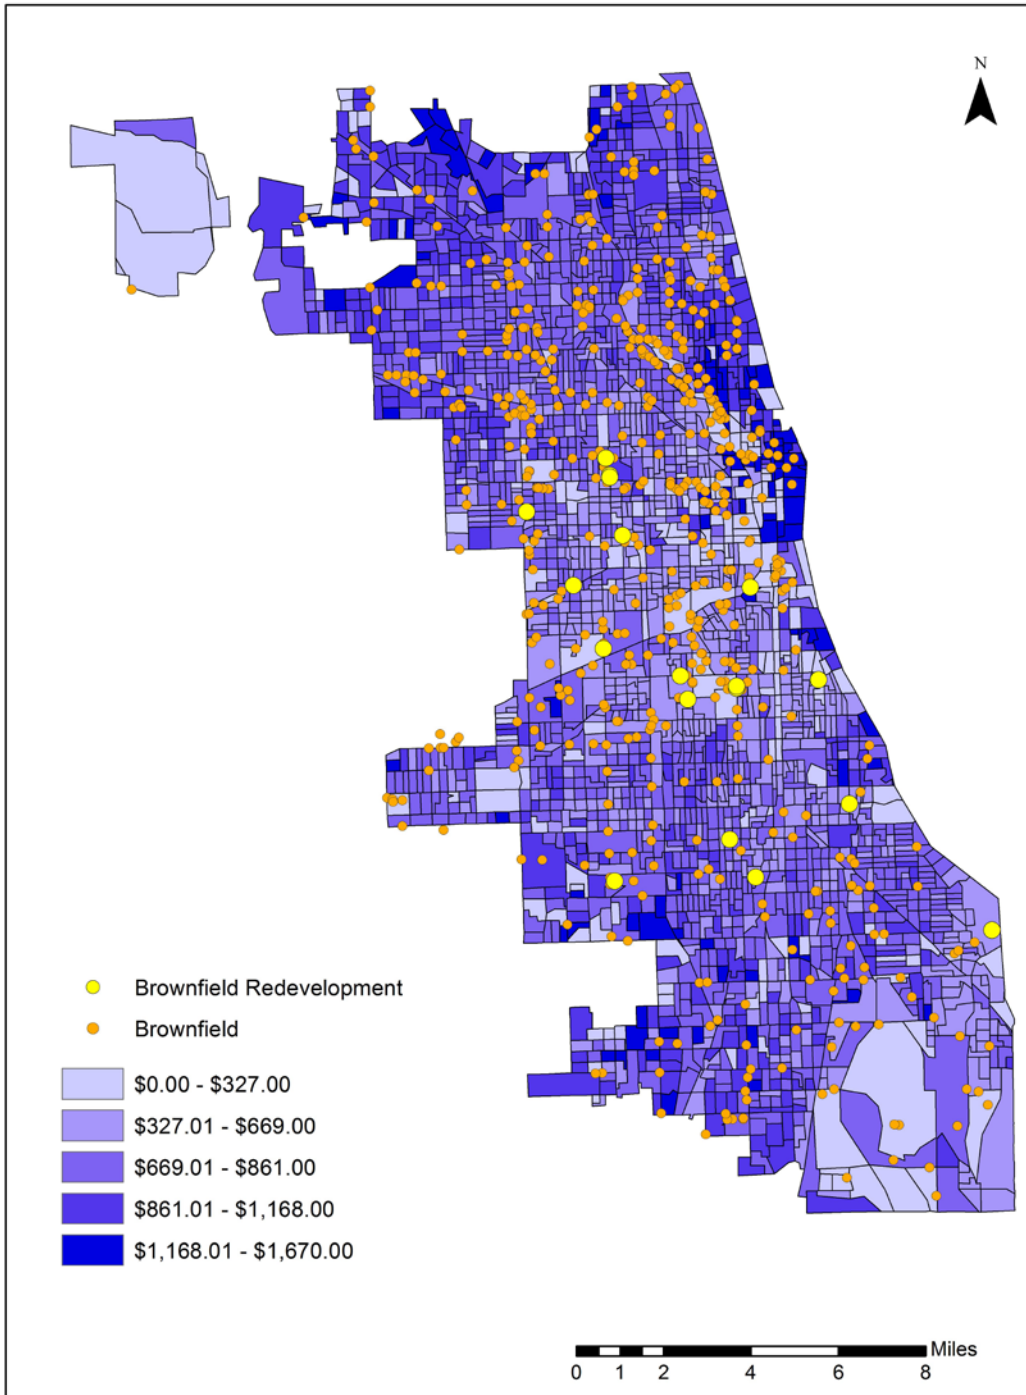 N
Brownfield Redevelopment
Brownfield
$0.00 - $327.00
$327.01 - $669.00
$669.01 - $861.00
$861.01 - $1,168.00
$1,168.01 - $1,670.00
Miles
0 1 2 4 6 8